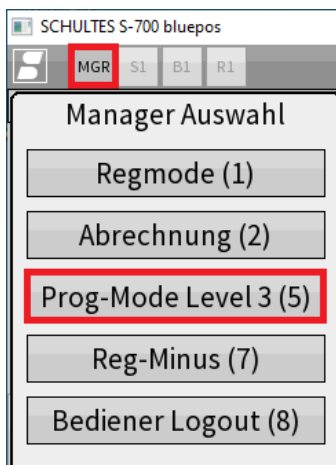 SCHULTES S-700 bluepos
MGR S1 B1 R1
Manager Auswahl
Regmode (1)
Abrechnung (2)
Prog-Mode Level 3 (5)
Reg-Minus (7)
Bediener Logout (8)